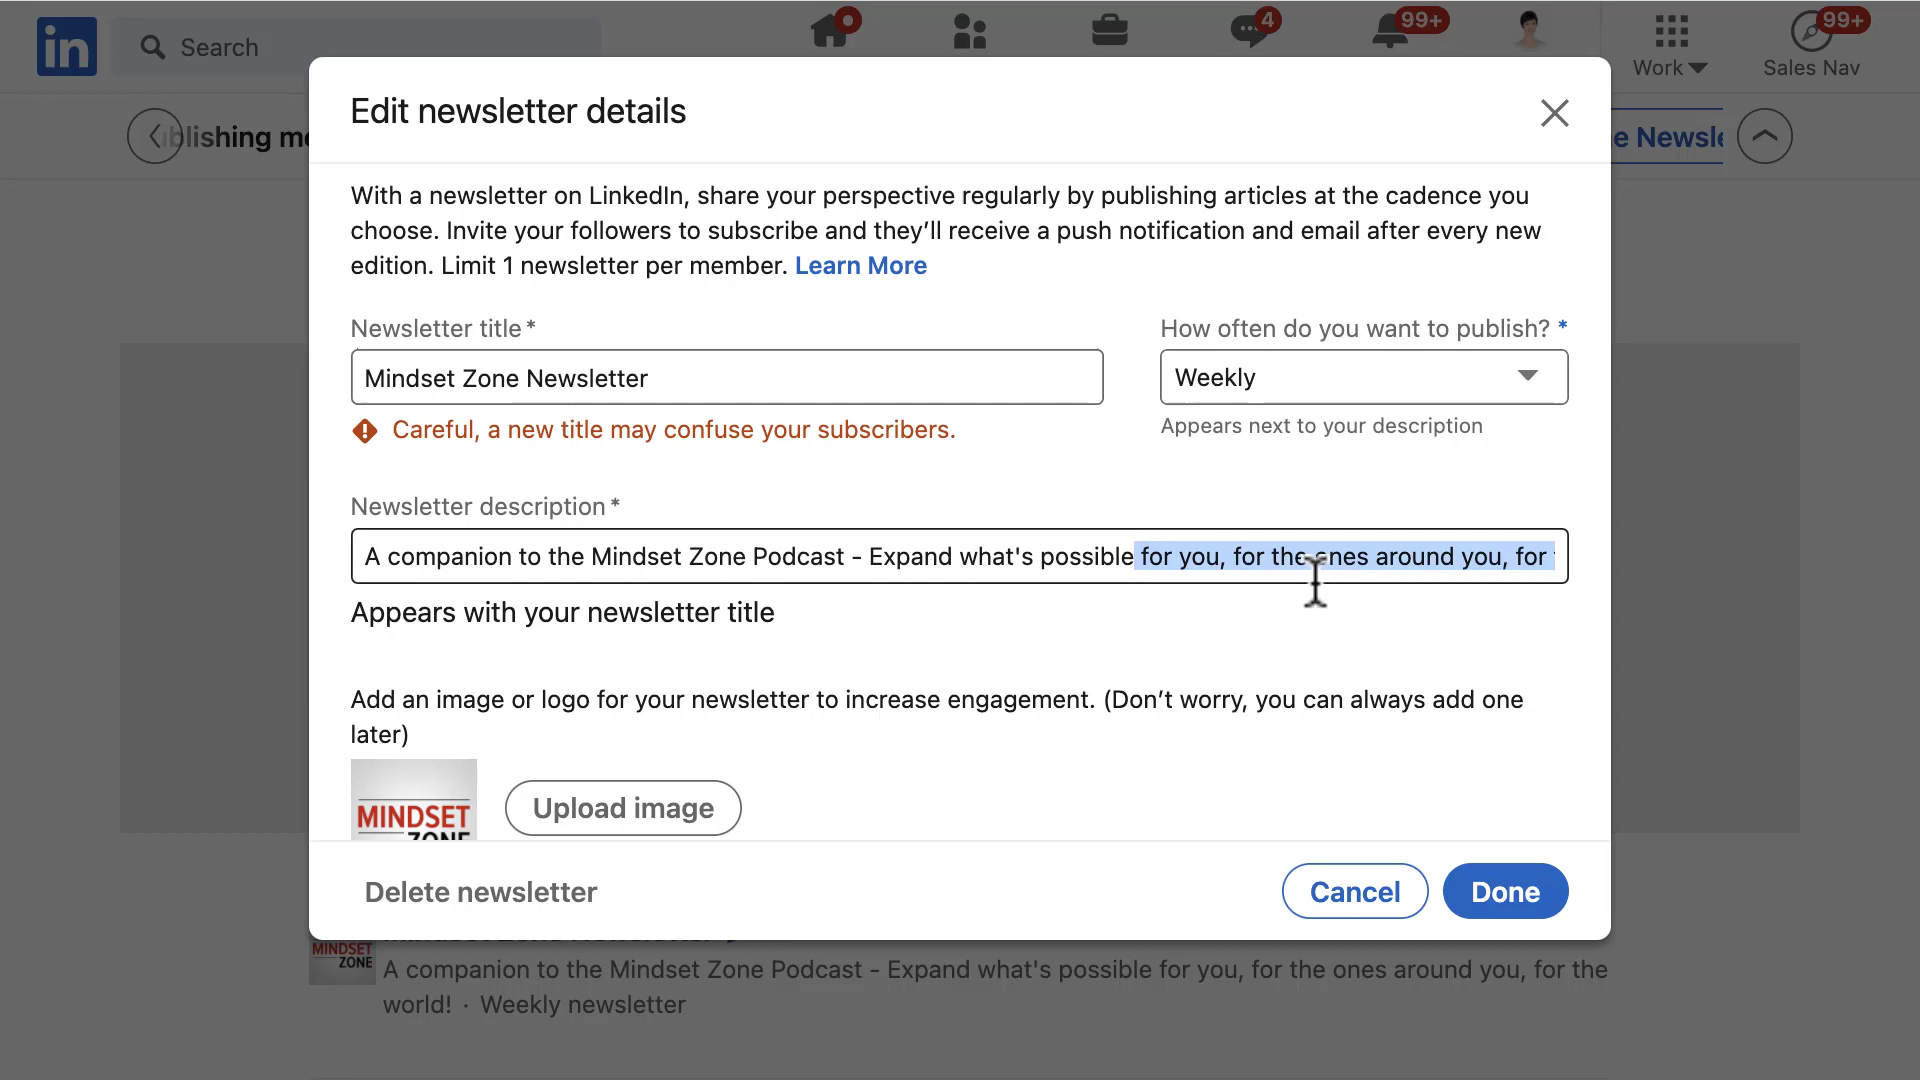 in Search 4 99+ Work 99+ Sales Nav
blishing me e Newsle
Edit newsletter details
With a newsletter on LinkedIn, share your perspective regularly by publishing articles at the cadence you
choose. Invite your followers to subscribe and they’ll receive a push notification and email after every new
edition. Limit 1 newsletter per member. Learn More
Newsletter title*
Mindset Zone Newsletter
Careful, a new title may confuse your subscribers.
How often do you want to publish? *
Weekly
Appears next to your description
Newsletter description*
A companion to the Mindset Zone Podcast - Expand what's possible for you, for the ones around you, for
Appears with your newsletter title
Add an image or logo for your newsletter to increase engagement. (Don’t worry, you can always add one
later)
MINDSET
ZONE
Upload image
Delete newsletter Cancel Done
MINDSET
ZONE
A companion to the Mindset Zone Podcast - Expand what's possible for you, for the ones around you, for the
world! · Weekly newsletter